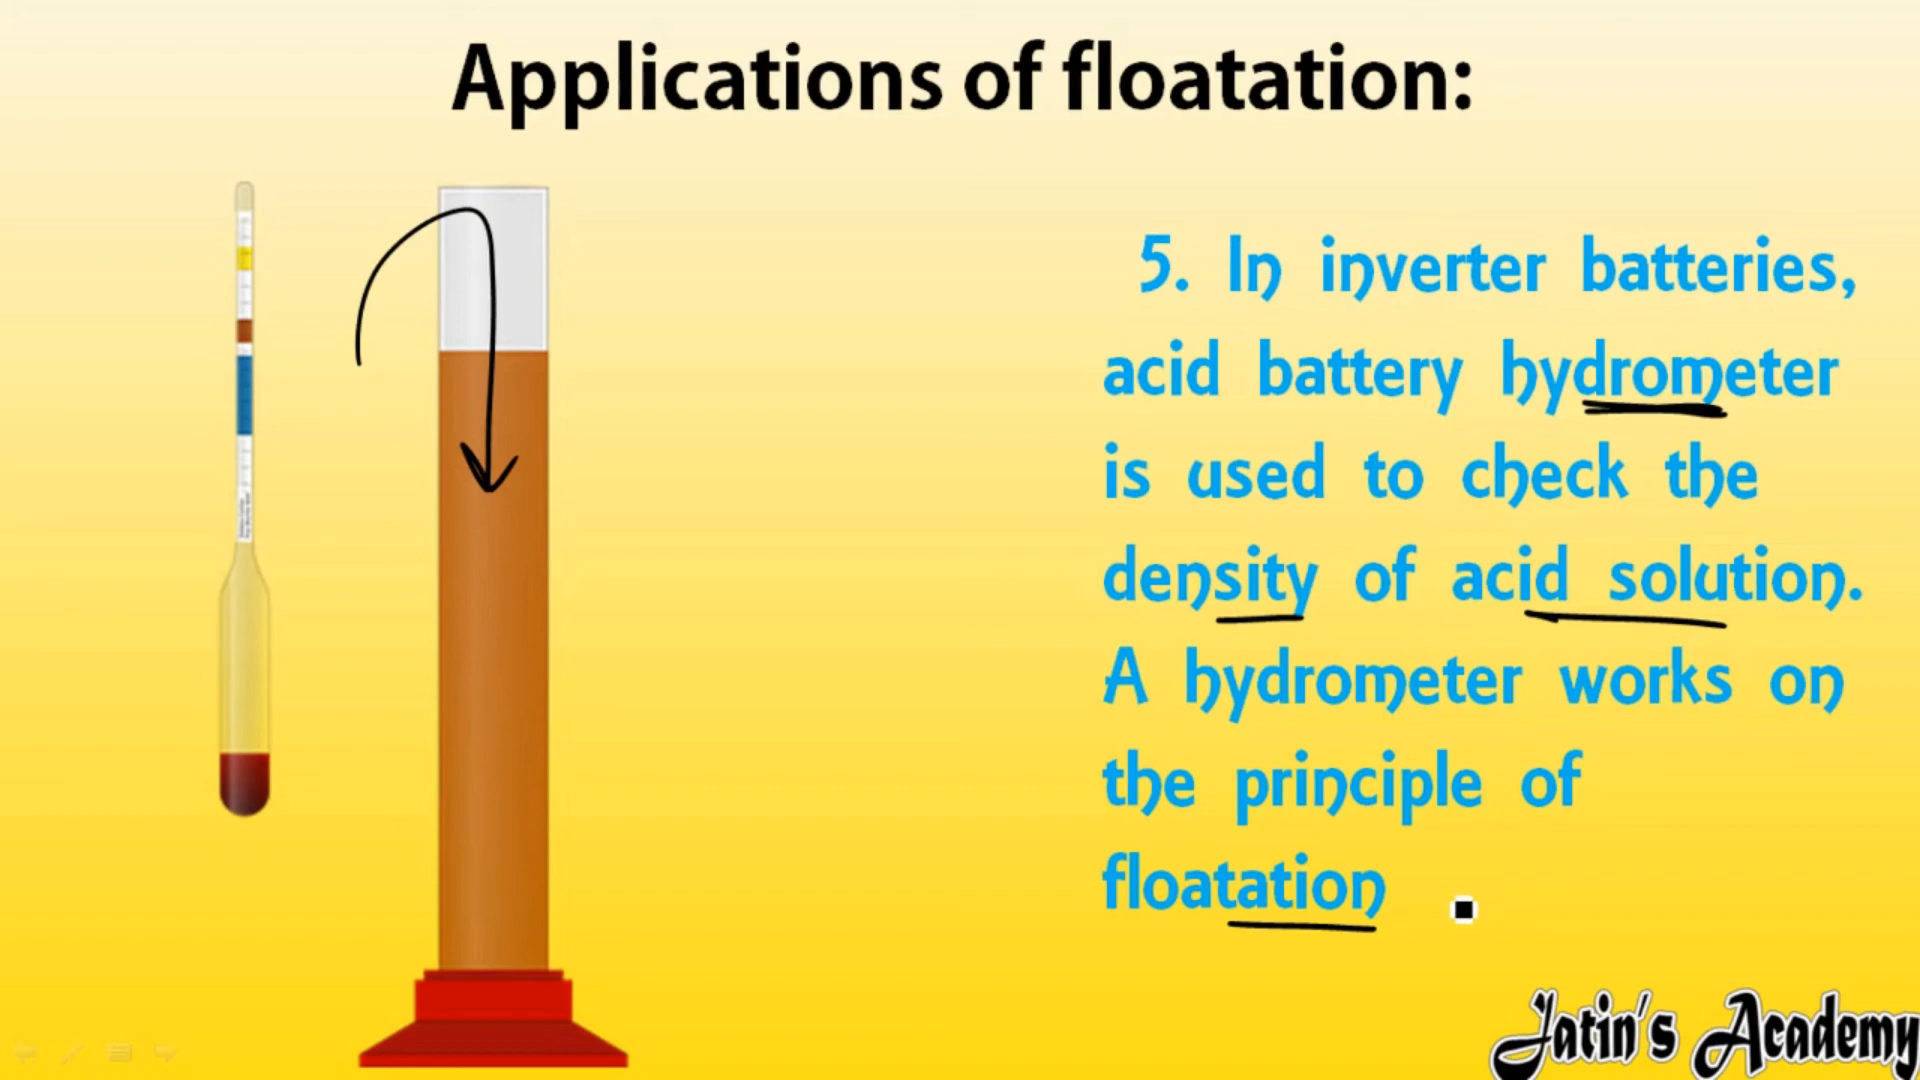 Applications of floatation:
5. In inverter batteries,
acid battery hydrometer
is used to check the
density of acid solution.
A hydrometer works on
the principle of
floatation
Jatin's Academy